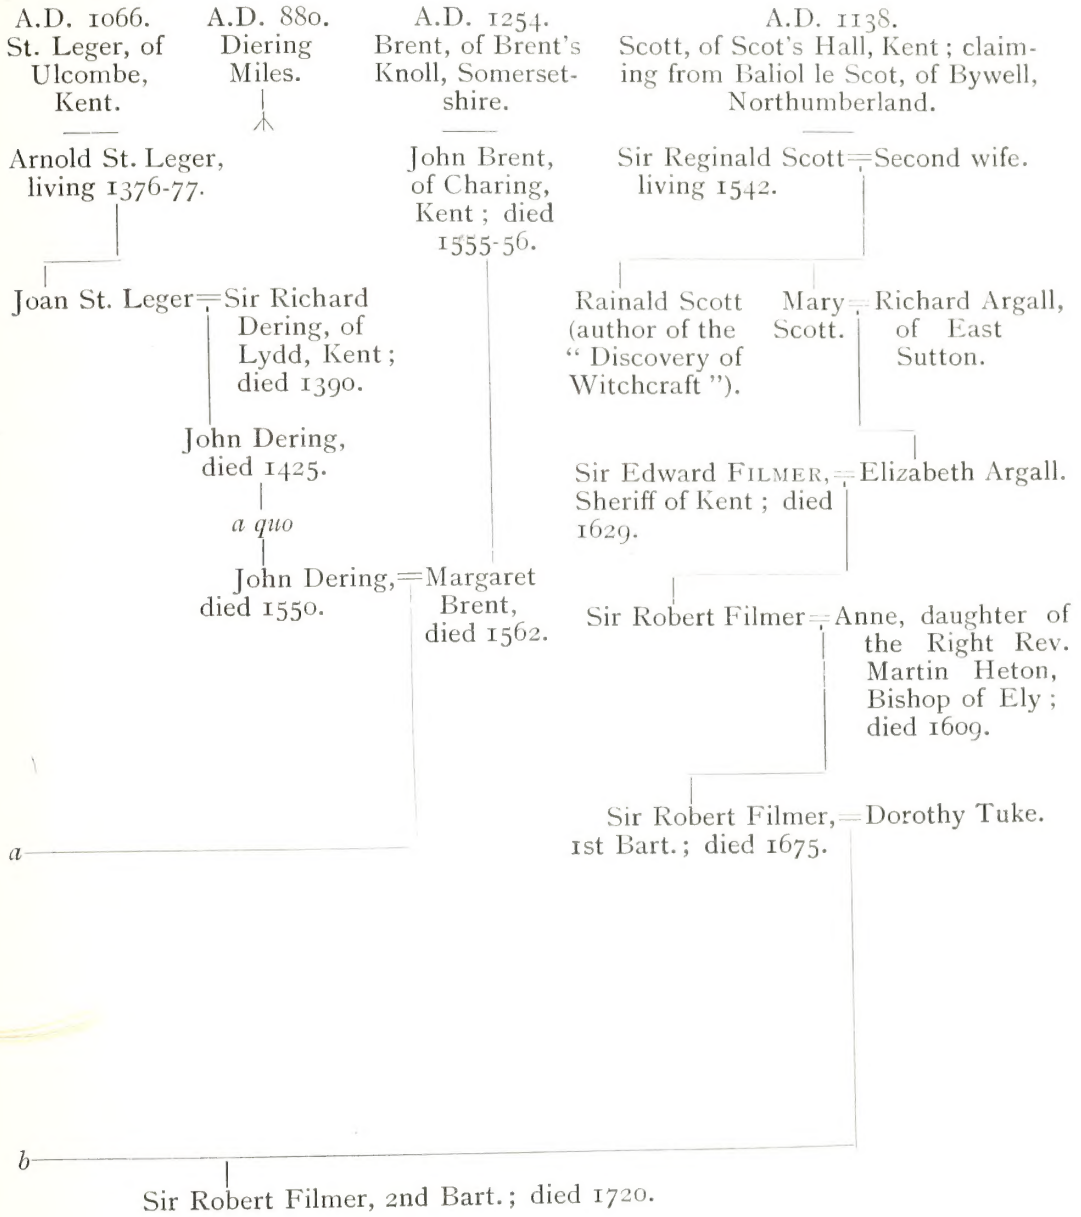 A.D. 1066.
St. Leger, of
Ulcombe,
Kent.
A.D. 880.
Diering
Miles.
A.D. 1254.
Brent, of Brent's
Knoll, Somerset-
shire.
A.D. 1138.
Scott, of Scot's Hall, Kent; claim-
ing from Baliol le Scot, of Bywell,
Northumberland.
Arnold St. Leger,
living 1376-77.
John Brent,
of Charing,
Kent; died
1555-56.
Sir Reginald Scott=Second wife.
living 1542.
Joan St. Leger=Sir Richard
Dering, of
Lydd, Kent;
died 1390.
Rainald Scott
(author of the
“ Discovery of
Witchcraft ”).
Mary = Richard Argall,
Scott. of East
Sutton.
John Dering,
died 1425.
a quo
Sir Edward FILMER, = Elizabeth Argall.
Sheriff of Kent; died
1629.
John Dering,=Margaret
died 1550. Brent,
died 1562.
Sir Robert Filmer=Anne, daughter of
the Right Rev.
Martin Heton,
Bishop of Ely;
died 1609.
Sir Robert Filmer,=Dorothy Tuke.
1st Bart.; died 1675.
a
b
Sir Robert Filmer, 2nd Bart.; died 1720.